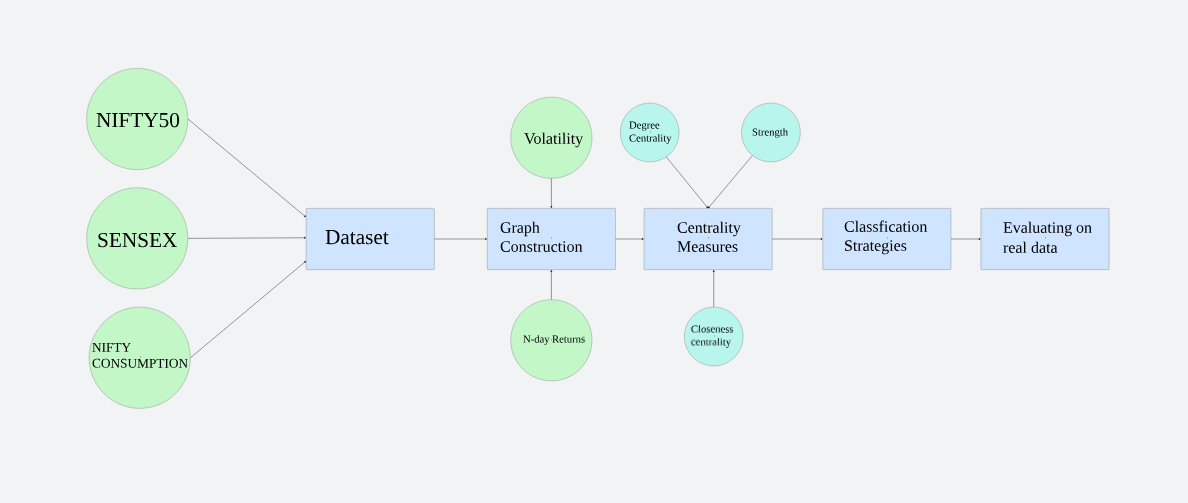 NIFTY50
SENSEX
NIFTY
CONSUMPTION
Dataset
Volatility
Graph
Construction
N-day Returns
Degree
Centrality
Strength
Centrality
Measures
Closeness
centrality
Classfication
Strategies
Evaluating on
real data